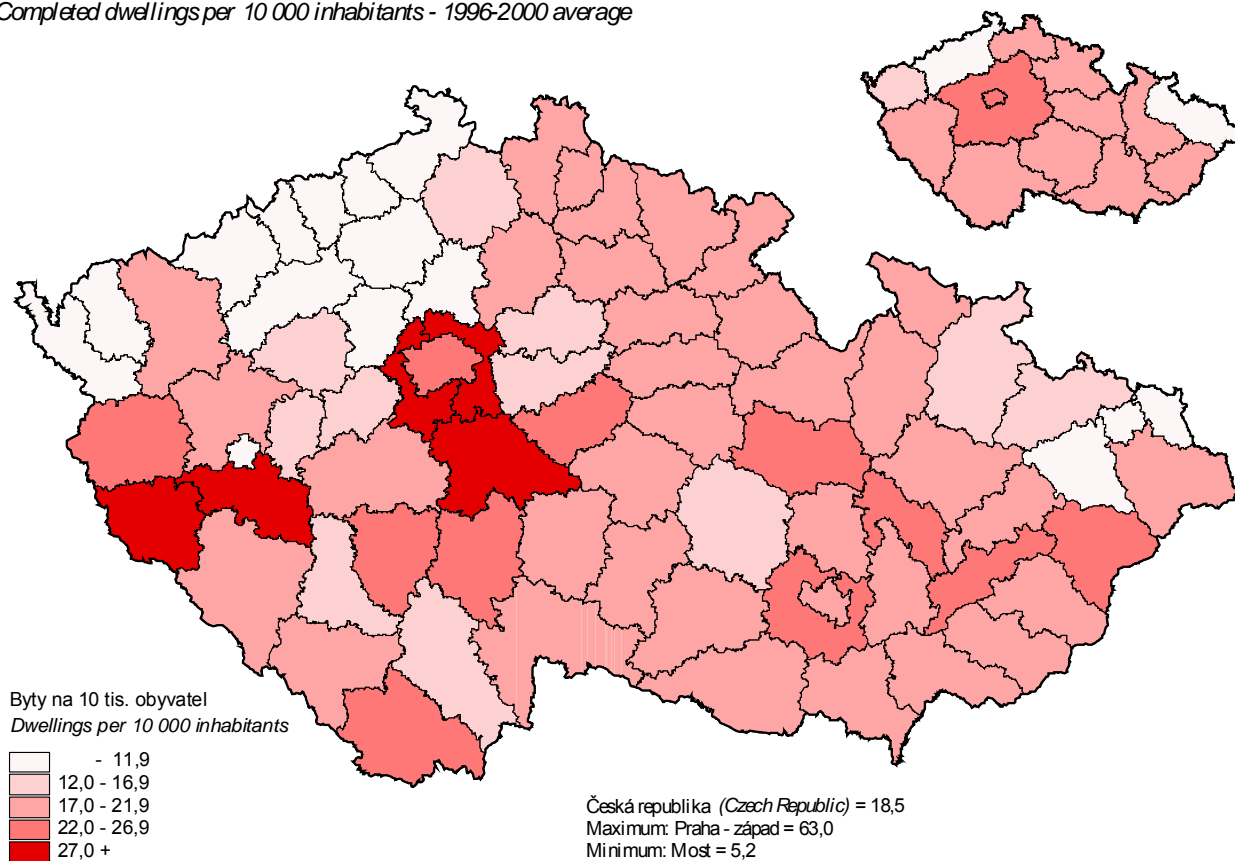 Completed dwellings per 10 000 inhabitants - 1996-2000 average
Byty na 10 tis. obyvatel
Dwellings per 10 000 inhabitants
- 11,9
12,0 - 16,9
17,0 - 21,9
22,0 - 26,9
27,0 +
Česká republika (Czech Republic) = 18,5
Maximum: Praha - západ = 63,0
Minimum: Most = 5,2